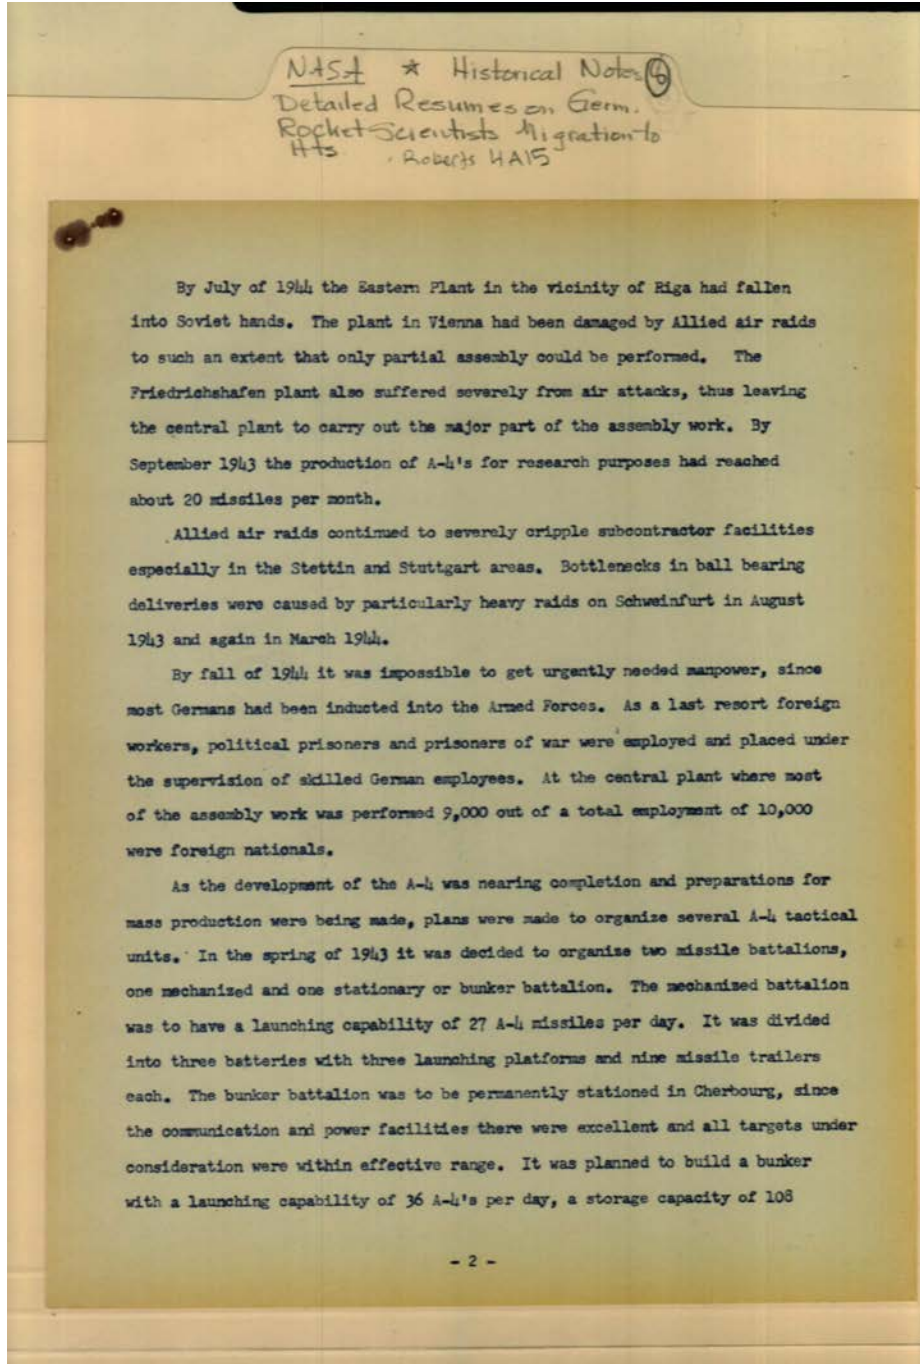 NASA * Historical Notes 6
Detailed Resumes on Germ.
Rocket Scientists Migration to
Hts. Roberts HA15
By July of 1944 the Eastern Plant in the vicinity of Riga had fallen
into Soviet hands. The plant in Vienna had been damaged by Allied air raids
to such an extent that only partial assembly could be performed. The
Friedrichshafen plant also suffered severely from air attacks, thus leaving
the central plant to carry out the major part of the assembly work. By
September 1943 the production of A-4's for research purposes had reached
about 20 missiles per month.
Allied air raids continued to severely cripple subcontractor facilities
especially in the Stettin and Stuttgart areas. Bottlenecks in ball bearing
deliveries were caused by particularly heavy raids on Schweinfurt in August
1943 and again in March 1944.
By fall of 1944 it was impossible to get urgently needed manpower, since
most Germans had been inducted into the Armed Forces. As a last resort foreign
workers, political prisoners and prisoners of war were employed and placed under
the supervision of skilled German employees. At the central plant where most
of the assembly work was performed 9,000 out of a total employment of 10,000
were foreign nationals.
As the development of the A-4 was nearing completion and preparations for
mass production were being made, plans were made to organize several A-4 tactical
units. In the spring of 1943 it was decided to organize two missile battalions,
one mechanized and one stationary or bunker battalion. The mechanized battalion
was to have a launching capability of 27 A-4 missiles per day. It was divided
into three batteries with three launching platforms and nine missile trailers
each. The bunker battalion was to be permanently stationed in Cherbourg, since
the communication and power facilities there were excellent and all targets under
consideration were within effective range. It was planned to build a bunker
with a launching capability of 36 A-4's per day, a storage capacity of 108
- 2 -